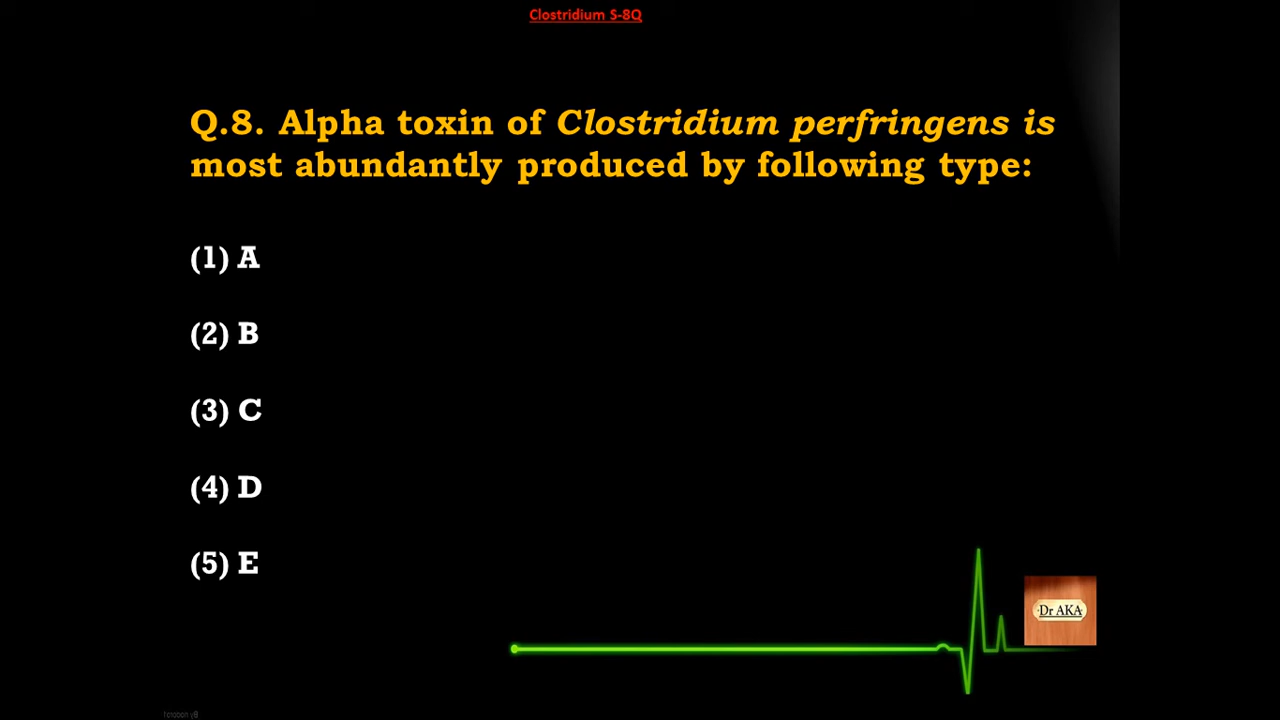 Clostridium S-8Q
Q.8. Alpha toxin of Clostridium perfringens is
most abundantly produced by following type:
(1) A
(2) B
(3) C
(4) D
(5) E
Dr AKA